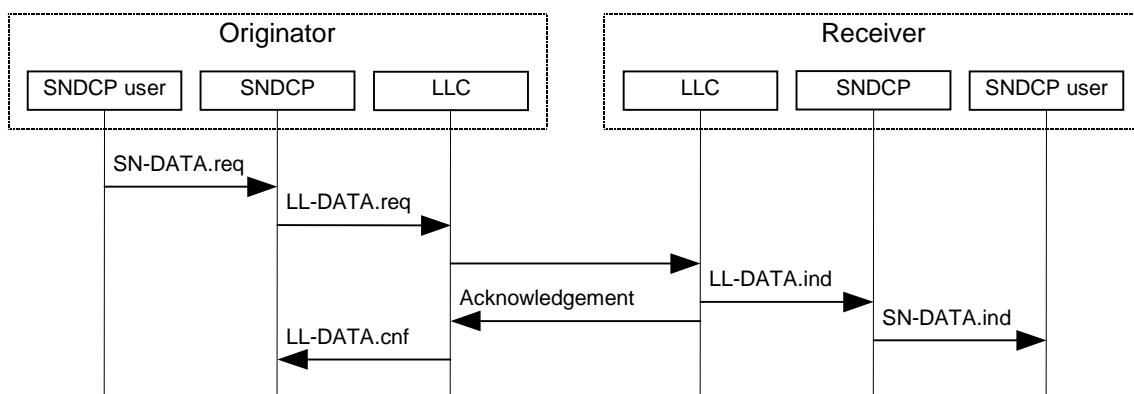 Originator
Receiver
SNDCP user
SNDCP
LLC
LLC
SNDCP
SNDCP user
SN-DATA.req
LL-DATA.req
LL-DATA.ind
Acknowledgement
SN-DATA.ind
LL-DATA.cnf